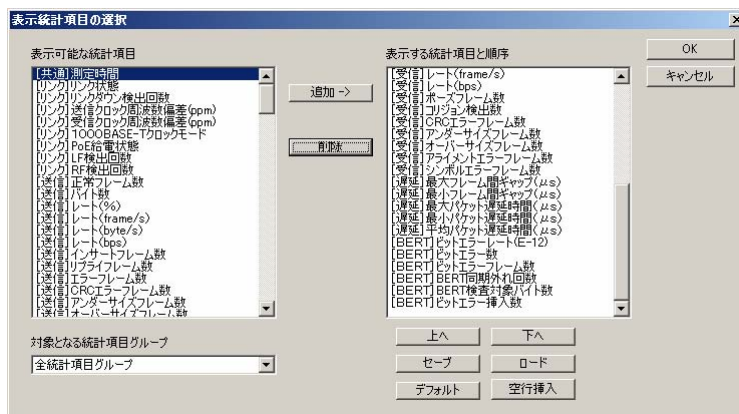 表示統計項目の選択
表示可能な統計項目
[共通]測定時間
[リンク]リンク状態
[リンク]リンクダウン検出回数
[リンク]送信クロック周波数偏差(ppm)
[リンク]受信クロック周波数偏差(ppm)
[リンク]1000BASE-Tクロックモード
[リンク]PoE給電状態
[リンク]LF検出回数
[リンク]RF検出回数
[送信]正常フレーム数
[送信]バイト数
[送信]レート(%)
[送信]レート(frame/s)
[送信]レート(byte/s)
[送信]レート(bps)
[送信]インサートフレーム数
[送信]リプライフレーム数
[送信]エラーフレーム数
[送信]CRCエラーフレーム数
[送信]アンダーサイズフレーム数
[送信]オーバーサイズフレーム数
対象となる統計項目グループ
全統計項目グループ
追加 ->
削除
表示する統計項目と順序
[受信]レート(frame/s)
[受信]レート(bps)
[受信]ポーズフレーム数
[受信]コリジョン検出数
[受信]CRCエラーフレーム数
[受信]アンダーサイズフレーム数
[受信]オーバーサイズフレーム数
[受信]アライメントエラーフレーム数
[受信]シンボルエラーフレーム数
[遅延]最大フレーム間ギャップ(μs)
[遅延]最小フレーム間ギャップ(μs)
[遅延]最大パケット遅延時間(μs)
[遅延]最小パケット遅延時間(μs)
[遅延]平均パケット遅延時間(μs)
[BERT]ビットエラーレート(E-12)
[BERT]ビットエラー数
[BERT]ビットエラーフレーム数
[BERT]BERT同期外れ回数
[BERT]BERT検査対象バイト数
[BERT]ビットエラー挿入数
上へ
下へ
セーブ
ロード
デフォルト
空行挿入
OK
キャンセル